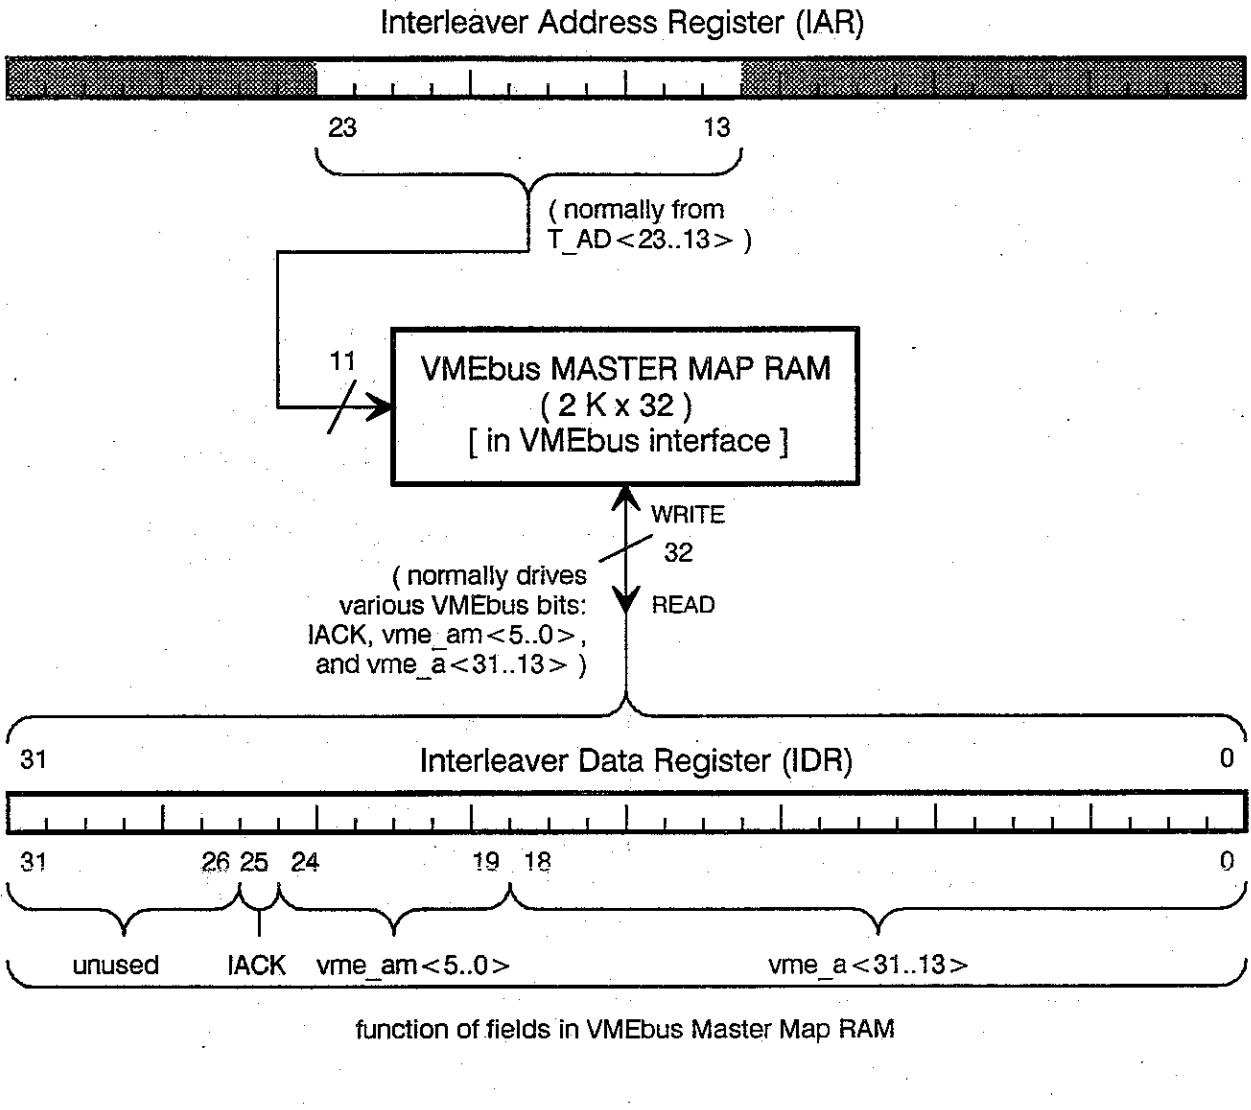 Interleaver Address Register (IAR)
23 13
( normally from
T_AD<23..13> )
11
VMEbus MASTER MAP RAM
( 2 K x 32 )
[ in VMEbus interface ]
WRITE
32
( normally drives
various VMEbus bits:
IACK, vme_am<5..0>,
and vme_a<31..13> )
READ
31 Interleaver Data Register (IDR) 0
31 26 25 24 19 18 0
unused IACK vme_am<5..0> vme_a<31..13>
function of fields in VMEbus Master Map RAM